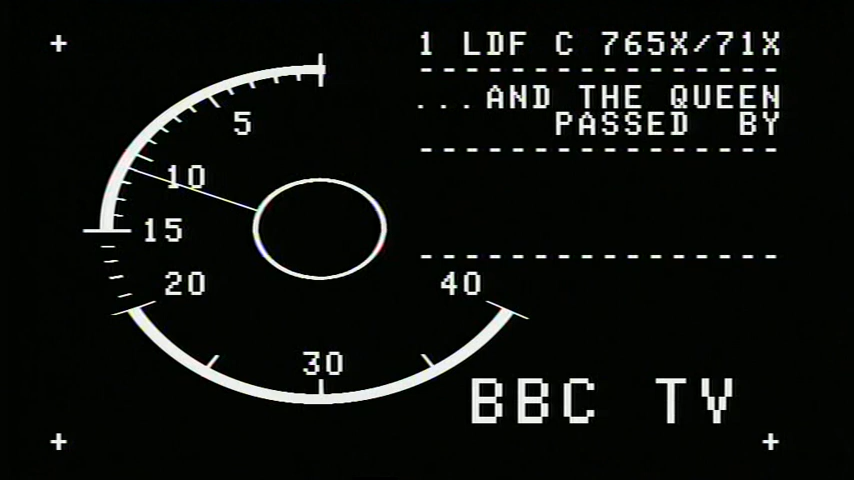 1 LDF C 765X/71X
...AND THE QUEEN
PASSED BY
5
10
15
20
30
40
BBC TV